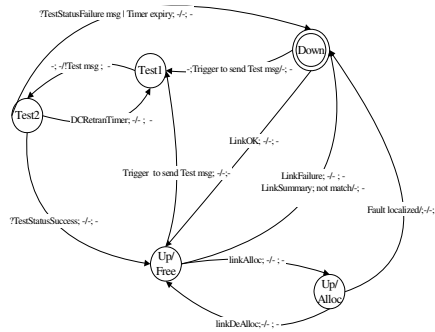 ?TestStatusFailure msg | Timer expiry; -/-; -
Down
Test1
-;Trigger to send Test msg/-; -
-; -/!Test msg ; -
Test2
DCRetranTimer; -/- ; -
LinkOK; -/-; -
Trigger to send Test msg; -/-;-
LinkFailure; -/- ; -
LinkSummary; not match/-; -
Fault localized/;-/-;
?TestStatusSuccess; -/-; -
Up/
Free
linkAlloc; -/- ; -
Up/
Alloc
linkDeAlloc;-/- ; -